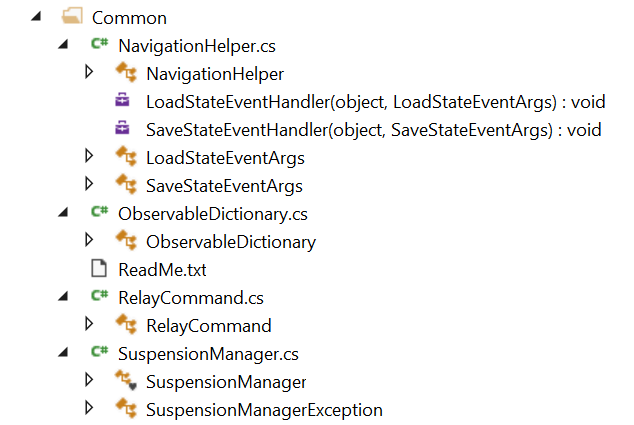 Common
C# NavigationHelper.cs
NavigationHelper
LoadStateEventHandler(object, LoadStateEventArgs) : void
SaveStateEventHandler(object, SaveStateEventArgs) : void
LoadStateEventArgs
SaveStateEventArgs
C# ObservableDictionary.cs
ObservableDictionary
ReadMe.txt
C# RelayCommand.cs
RelayCommand
C# SuspensionManager.cs
SuspensionManager
SuspensionManagerException